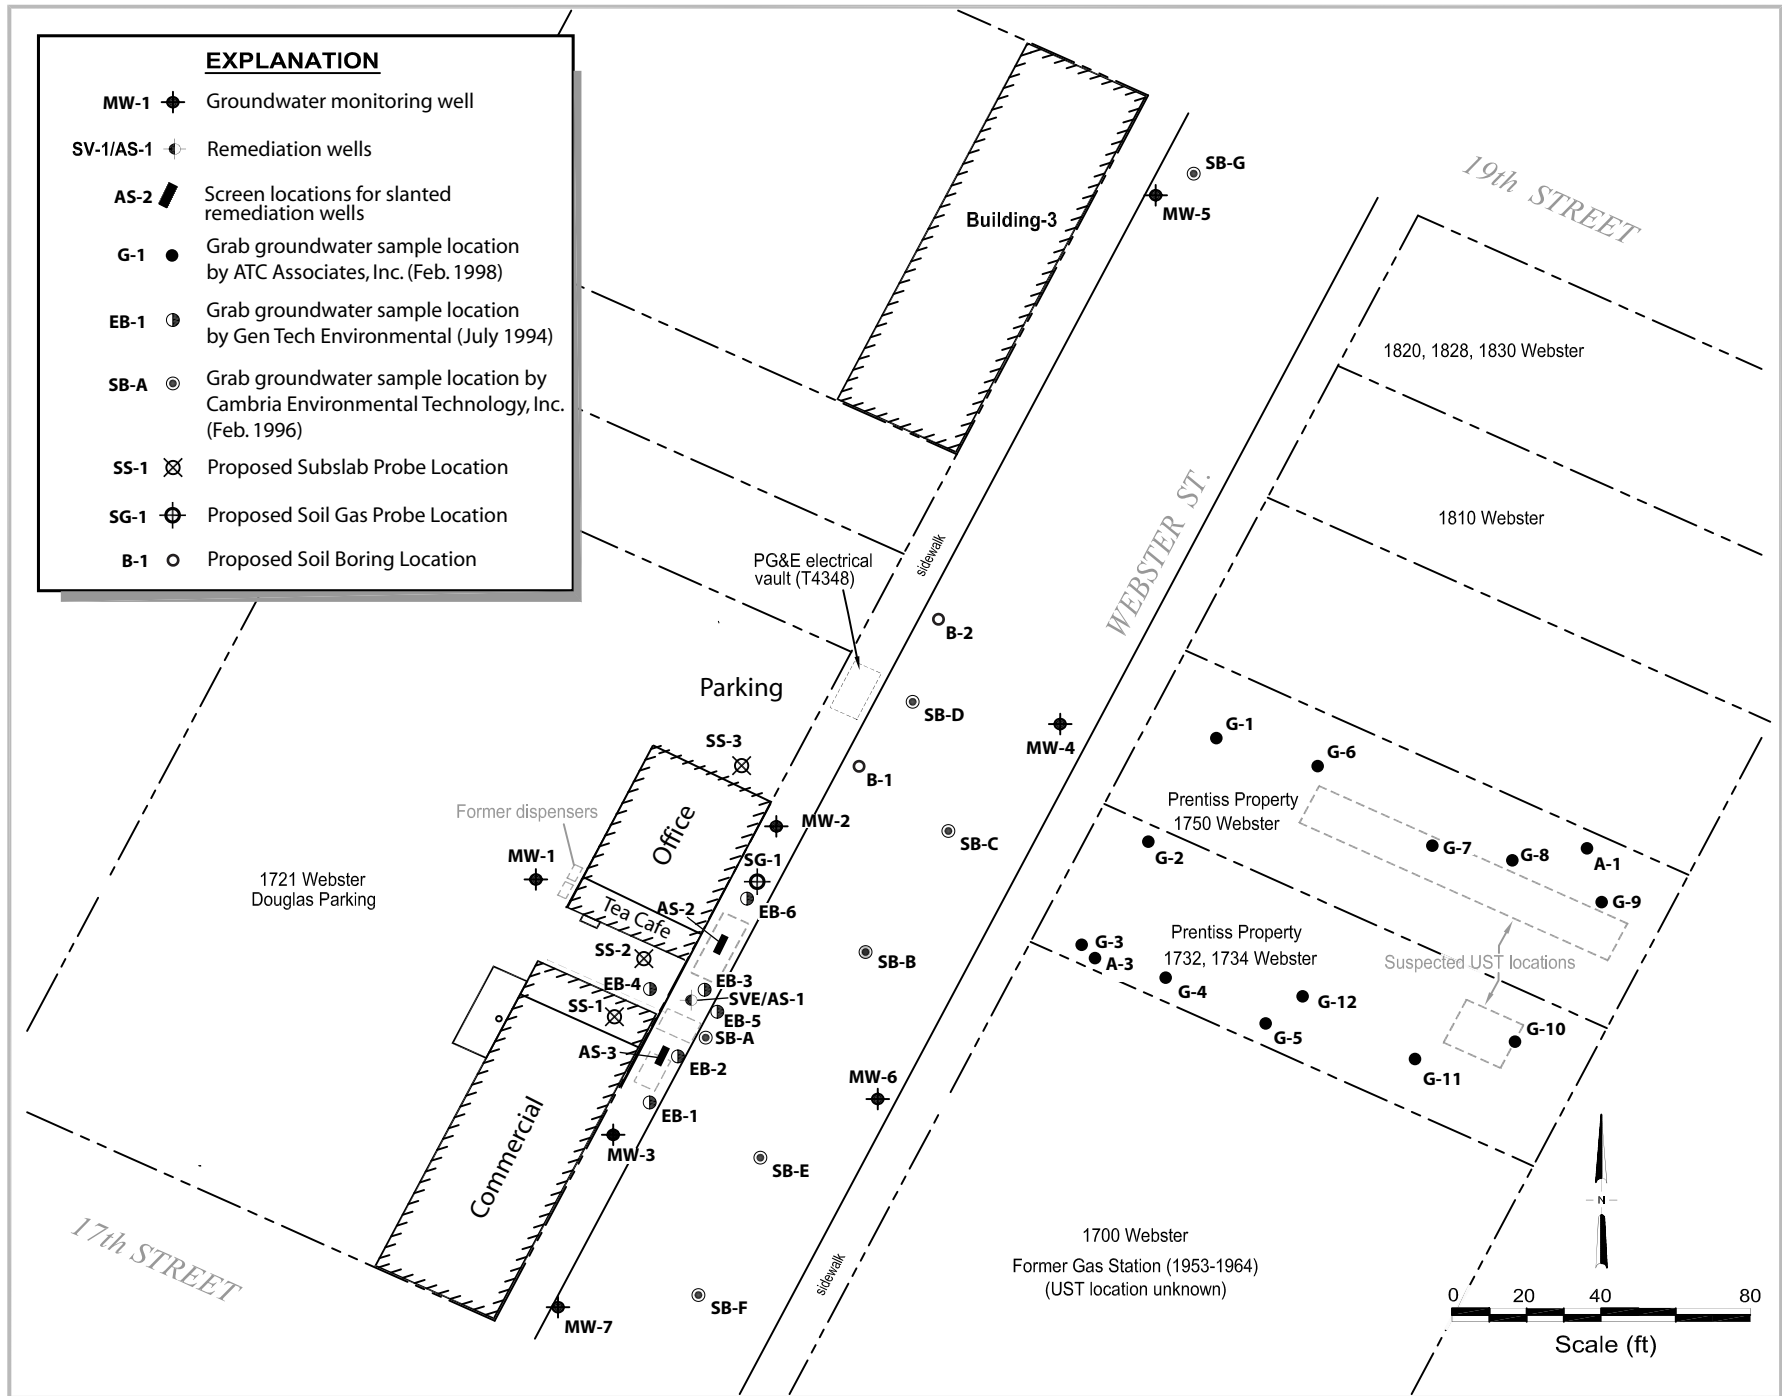 EXPLANATION
MW-1 Groundwater monitoring well
SV-1/AS-1 Remediation wells
AS-2 Screen locations for slanted
remediation wells
G-1 Grab groundwater sample location
by ATC Associates, Inc. (Feb. 1998)
EB-1 Grab groundwater sample location
by Gen Tech Environmental (July 1994)
SB-A Grab groundwater sample location by
Cambria Environmental Technology, Inc.
(Feb. 1996)
SS-1 Proposed Subslab Probe Location
SG-1 Proposed Soil Gas Probe Location
B-1 Proposed Soil Boring Location
SB-G
MW-5
Building-3
19th STREET
1820, 1828, 1830 Webster
1810 Webster
WEBSTER ST.
sidewalk
PG&E electrical
vault (T4348)
B-2
Parking
SB-D
MW-4
G-1
G-6
SS-3
B-1
Former dispensers
Office
MW-2
SB-C
Prentiss Property
1750 Webster
G-2
G-7
G-8
A-1
MW-1
SG-1
1721 Webster
Douglas Parking
Tea Cafe
AS-2
EB-6
G-9
SS-2
SB-B
G-3
A-3
Prentiss Property
1732, 1734 Webster
Suspected UST locations
EB-4
EB-3
SVE/AS-1
G-4
G-12
SS-1
EB-5
SB-A
G-5
G-10
AS-3
EB-2
MW-6
G-11
EB-1
Commercial
MW-3
SB-E
N
17th STREET
1700 Webster
Former Gas Station (1953-1964)
(UST location unknown)
sidewalk
SB-F
MW-7
0 20 40 80
Scale (ft)